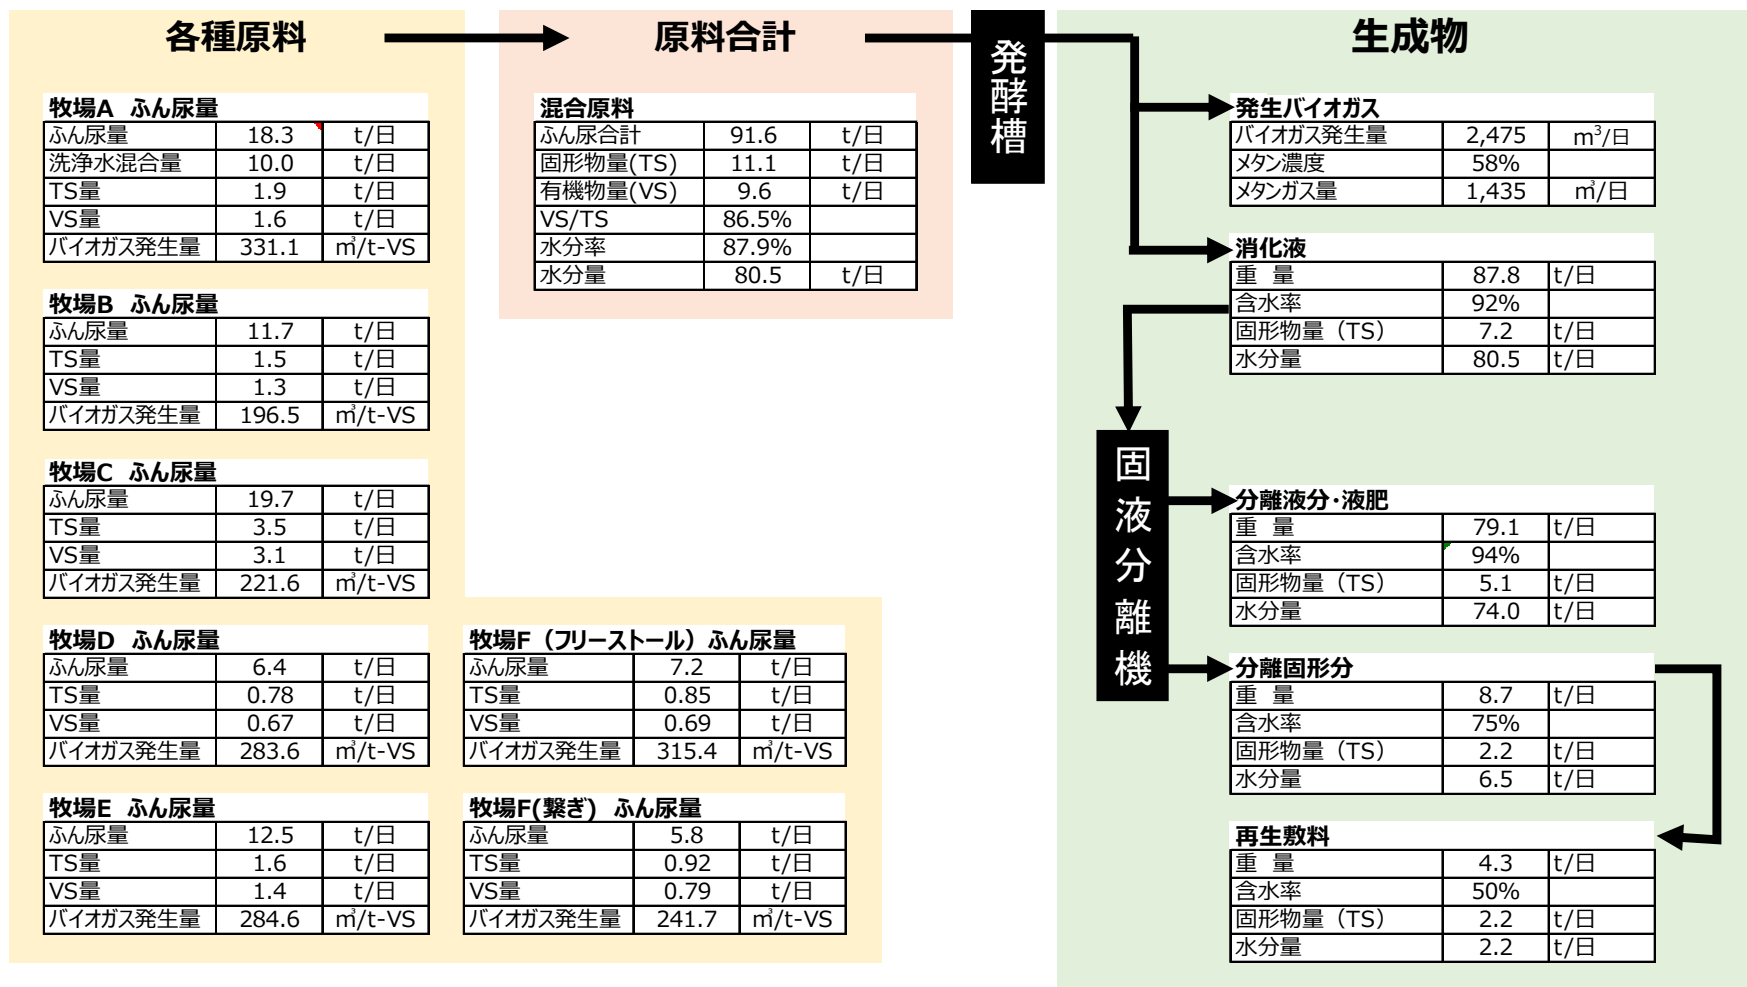 各種原料
牧場A ふん尿量
ふん尿量 18.3 t/日
洗浄水混合量 10.0 t/日
TS量 1.9 t/日
VS量 1.6 t/日
バイオガス発生量 331.1 ㎥/t-VS
牧場B ふん尿量
ふん尿量 11.7 t/日
TS量 1.5 t/日
VS量 1.3 t/日
バイオガス発生量 196.5 ㎥/t-VS
牧場C ふん尿量
ふん尿量 19.7 t/日
TS量 3.5 t/日
VS量 3.1 t/日
バイオガス発生量 221.6 ㎥/t-VS
牧場D ふん尿量
ふん尿量 6.4 t/日
TS量 0.78 t/日
VS量 0.67 t/日
バイオガス発生量 283.6 ㎥/t-VS
牧場E ふん尿量
ふん尿量 12.5 t/日
TS量 1.6 t/日
VS量 1.4 t/日
バイオガス発生量 284.6 ㎥/t-VS
牧場F（フリーストール）ふん尿量
ふん尿量 7.2 t/日
TS量 0.85 t/日
VS量 0.69 t/日
バイオガス発生量 315.4 ㎥/t-VS
牧場F(繋ぎ) ふん尿量
ふん尿量 5.8 t/日
TS量 0.92 t/日
VS量 0.79 t/日
バイオガス発生量 241.7 ㎥/t-VS
原料合計
混合原料
ふん尿合計 91.6 t/日
固形物量(TS) 11.1 t/日
有機物量(VS) 9.6 t/日
VS/TS 86.5%
水分率 87.9%
水分量 80.5 t/日
発酵槽
生成物
発生バイオガス
バイオガス発生量 2,475 m³/日
メタン濃度 58%
メタンガス量 1,435 ㎥/日
消化液
重 量 87.8 t/日
含水率 92%
固形物量（TS） 7.2 t/日
水分量 80.5 t/日
固液分離機
分離液分･液肥
重 量 79.1 t/日
含水率 94%
固形物量（TS） 5.1 t/日
水分量 74.0 t/日
分離固形分
重 量 8.7 t/日
含水率 75%
固形物量（TS） 2.2 t/日
水分量 6.5 t/日
再生敷料
重 量 4.3 t/日
含水率 50%
固形物量（TS） 2.2 t/日
水分量 2.2 t/日